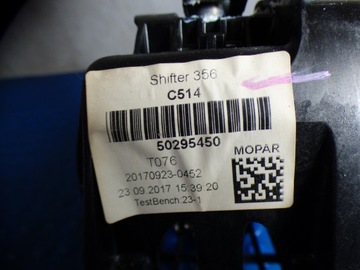 Shifter 356
C514
50295450
T076
MOPAR
20170923-0452
23.09.2017 15:39:20
TestBench:23-1